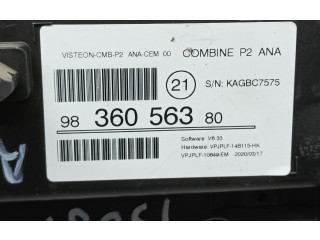 VISTEON-CMB-P2 ANA-CEM 00 COMBINE P2 ANA
21 S/N: KAGBC7575
98 360 563 80
Software V8.33
Hardware. VPJPLF-14B115-HK
VPJPLF-10849-EM 2020/03/17